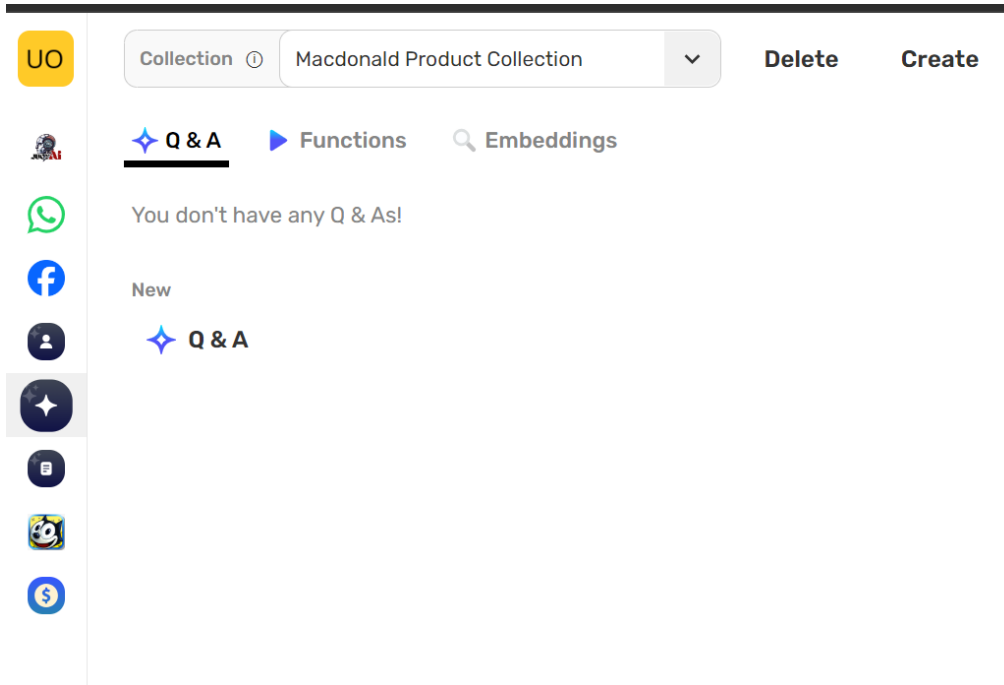 UO
Collection ⓘ Macdonald Product Collection
Delete
Create
Q & A
Functions
Embeddings
You don't have any Q & As!
New
Q & A
$